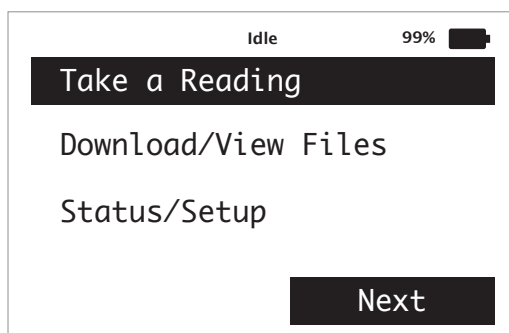 Idle 99%
Take a Reading
Download/View Files
Status/Setup
Next